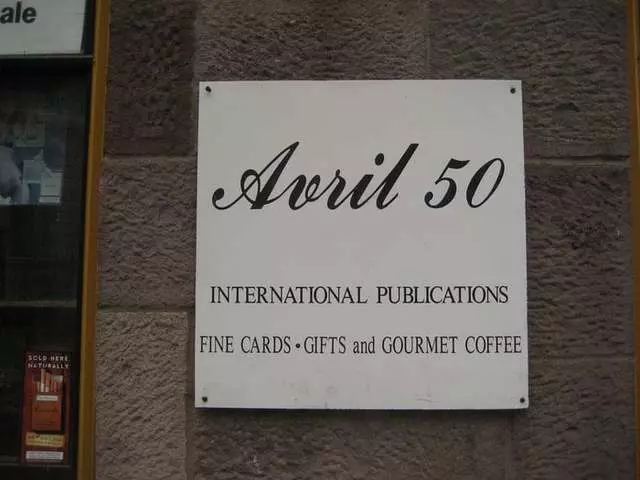 ale
Avril 50
INTERNATIONAL PUBLICATIONS
FINE CARDS • GIFTS and GOURMET COFFEE
SOLD HERE
NATURALLY